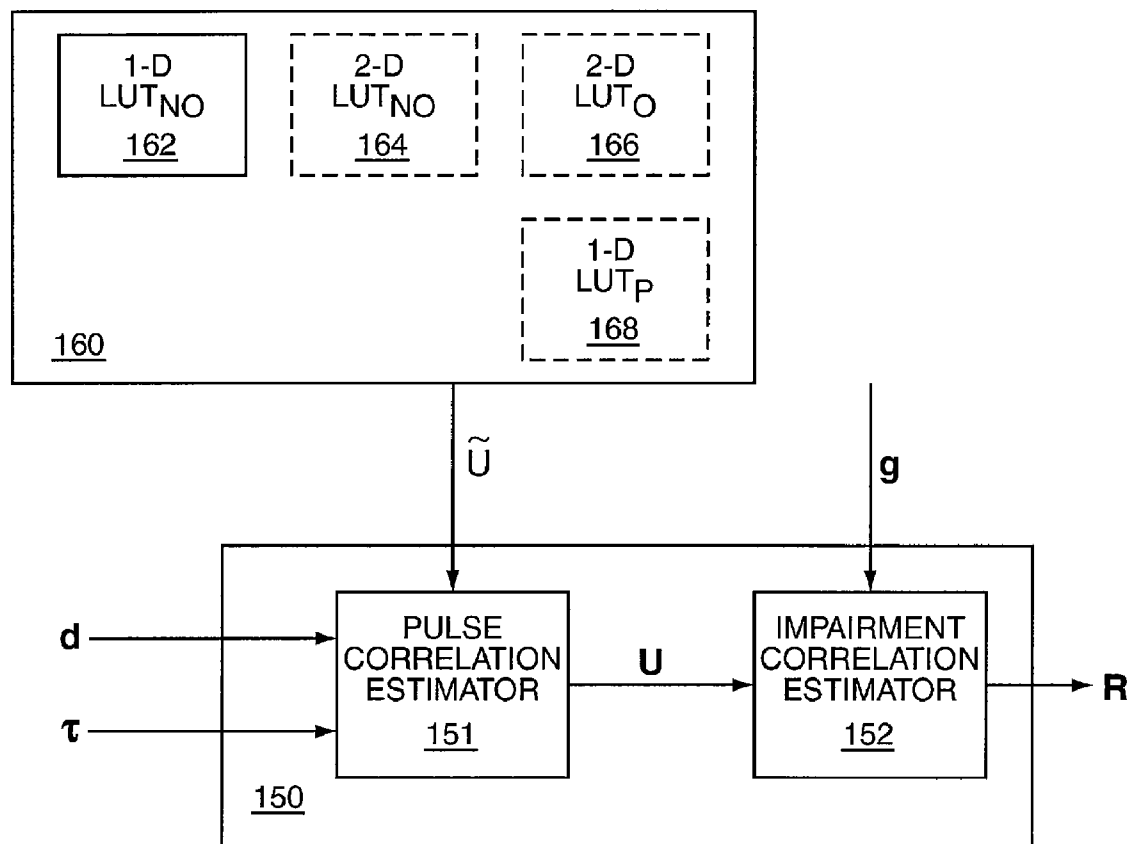 1-D
LUT_NO
162
2-D
LUT_NO
164
2-D
LUT_O
166
1-D
LUT_P
168
160
Ũ
g
d
τ
PULSE
CORRELATION
ESTIMATOR
151
U
IMPAIRMENT
CORRELATION
ESTIMATOR
152
R
150